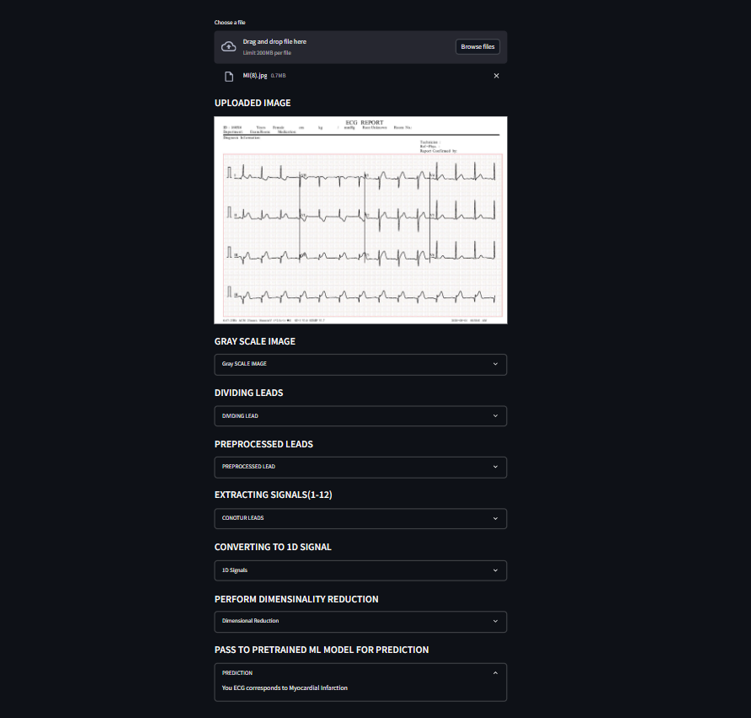 Choose a file
Drag and drop file here
Limit 200MB per file
Browse files
MI(8).jpg 0.7MB
UPLOADED IMAGE
ECG REPORT
GRAY SCALE IMAGE
Gray SCALE IMAGE
DIVIDING LEADS
DIVIDING LEAD
PREPROCESSED LEADS
PREPROCESSED LEAD
EXTRACTING SIGNALS(1-12)
CONOTUR LEADS
CONVERTING TO 1D SIGNAL
1D Signals
PERFORM DIMENSINALITY REDUCTION
Dimensional Reduction
PASS TO PRETRAINED ML MODEL FOR PREDICTION
PREDICTION
You ECG corresponds to Myocardial Infarction